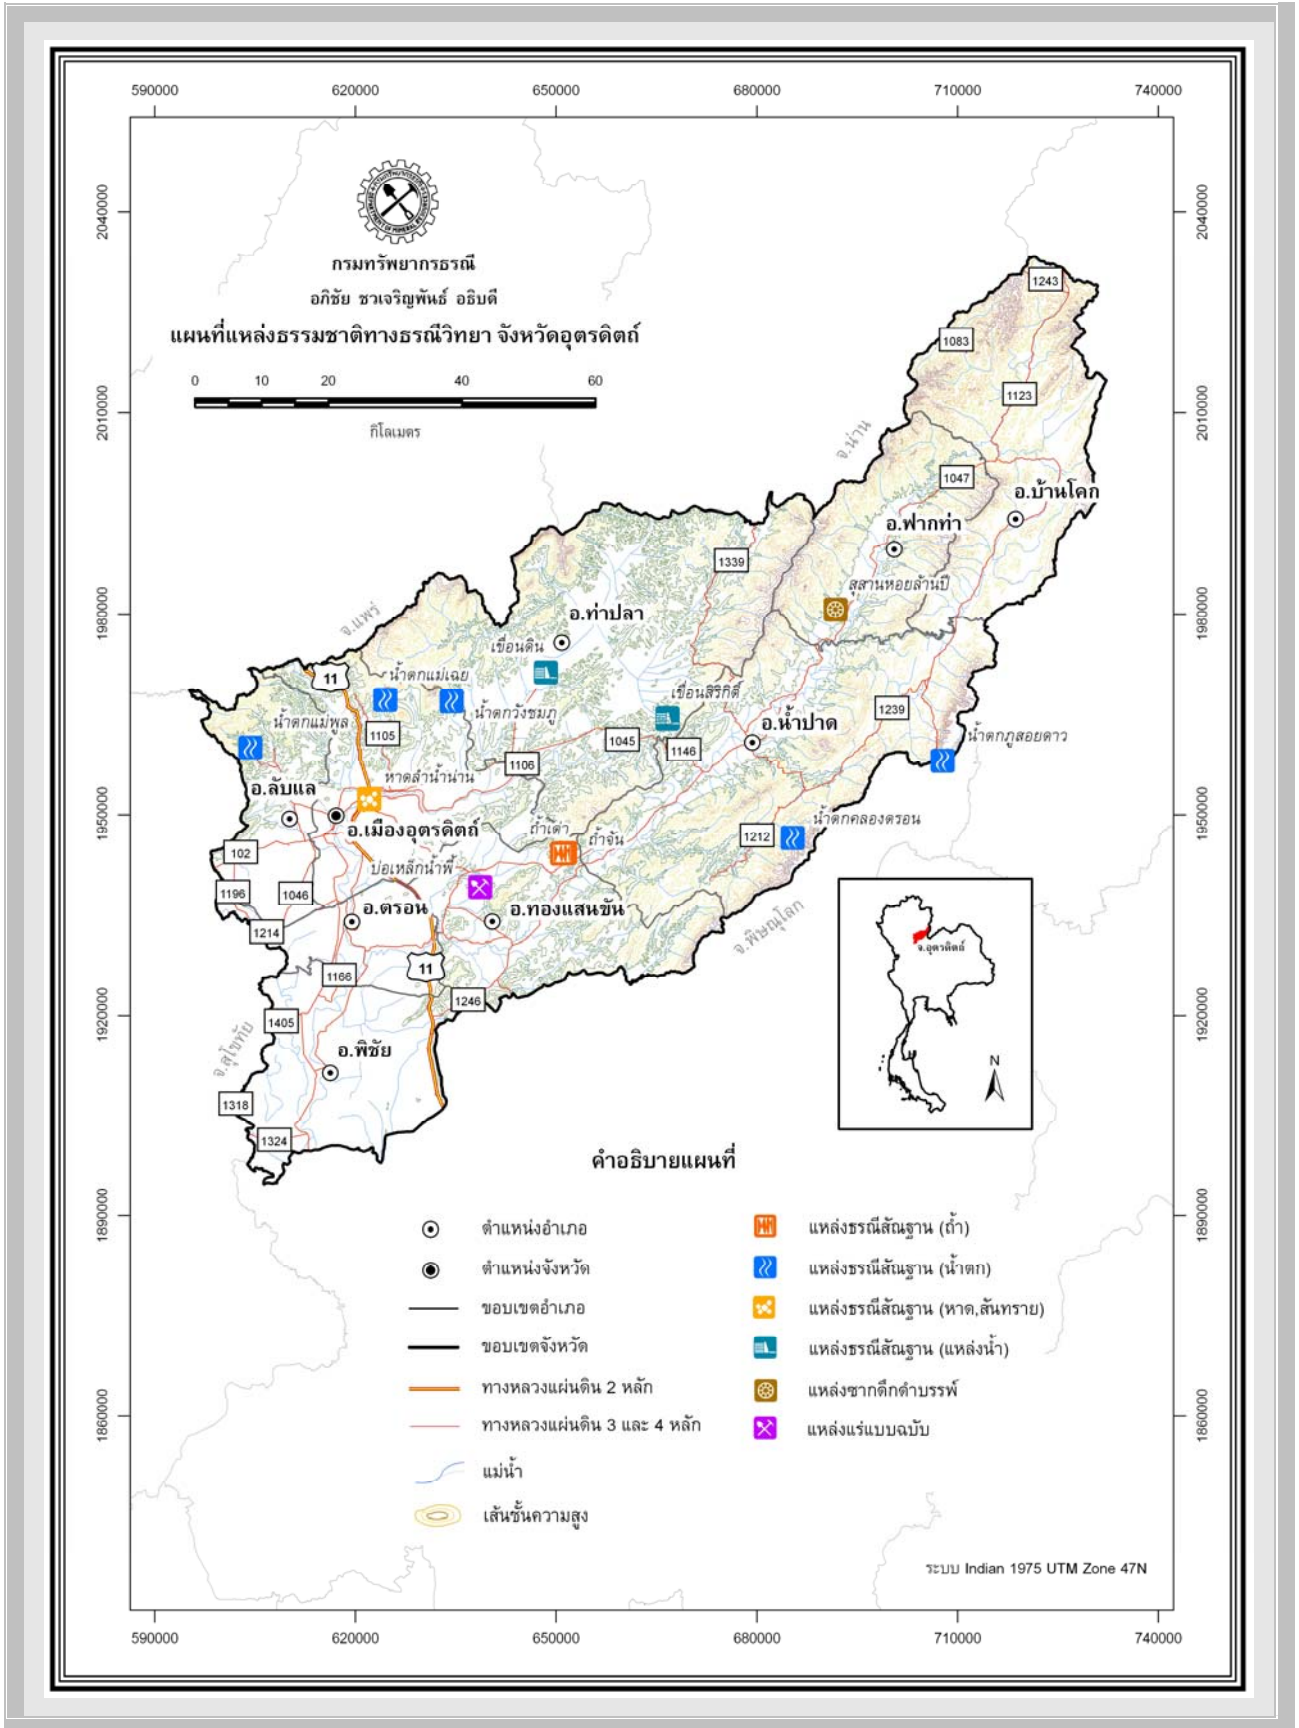 590000 620000 650000 680000 710000 740000
2040000 2040000
กรมทรัพยากรธรณี
อภิชัย ชวเจริญพันธ์ อธิบดี
แผนที่แหล่งธรรมชาติทางธรณีวิทยา จังหวัดอุตรดิตถ์
0 10 20 40 60
กิโลเมตร
1243
1083
1123
2010000 2010000
จ.น่าน
1047
อ.บ้านโคก
อ.ฟากท่า
1339
สุสานหอยล้านปี
1980000 1980000
อ.ท่าปลา
จ.แพร่
เขื่อนดิน
11
น้ำตกแม่เฉย
เขื่อนสิริกิติ์
น้ำตกแม่พูล
น้ำตกวังชมภู
1239
อ.น้ำปาด
1105
1045
1146
น้ำตกภูสอยดาว
1106
หาดลำน้ำน่าน
อ.ลับแล
1950000 1950000
อ.เมืองอุตรดิตถ์
ถ้ำเต่า
ถ้ำจัน
1212
น้ำตกคลองตรอน
102
บ่อเหล็กน้ำพี้
1196
1046
อ.ตรอน
อ.ทองแสนขัน
1214
จ.พิษณุโลก
จ.อุตรดิตถ์
11
1166
1246
1920000 1920000
1405
จ.สุโขทัย
อ.พิชัย
N
1318
1324
คำอธิบายแผนที่
1890000 1890000
ตำแหน่งอำเภอ
ตำแหน่งจังหวัด
ขอบเขตอำเภอ
ขอบเขตจังหวัด
ทางหลวงแผ่นดิน 2 หลัก
ทางหลวงแผ่นดิน 3 และ 4 หลัก
แม่น้ำ
เส้นชั้นความสูง
แหล่งธรณีสัณฐาน (ถ้ำ)
แหล่งธรณีสัณฐาน (น้ำตก)
แหล่งธรณีสัณฐาน (หาด,สันทราย)
แหล่งธรณีสัณฐาน (แหล่งน้ำ)
แหล่งซากดึกดำบรรพ์
แหล่งแร่แบบฉบับ
1860000 1860000
ระบบ Indian 1975 UTM Zone 47N
590000 620000 650000 680000 710000 740000